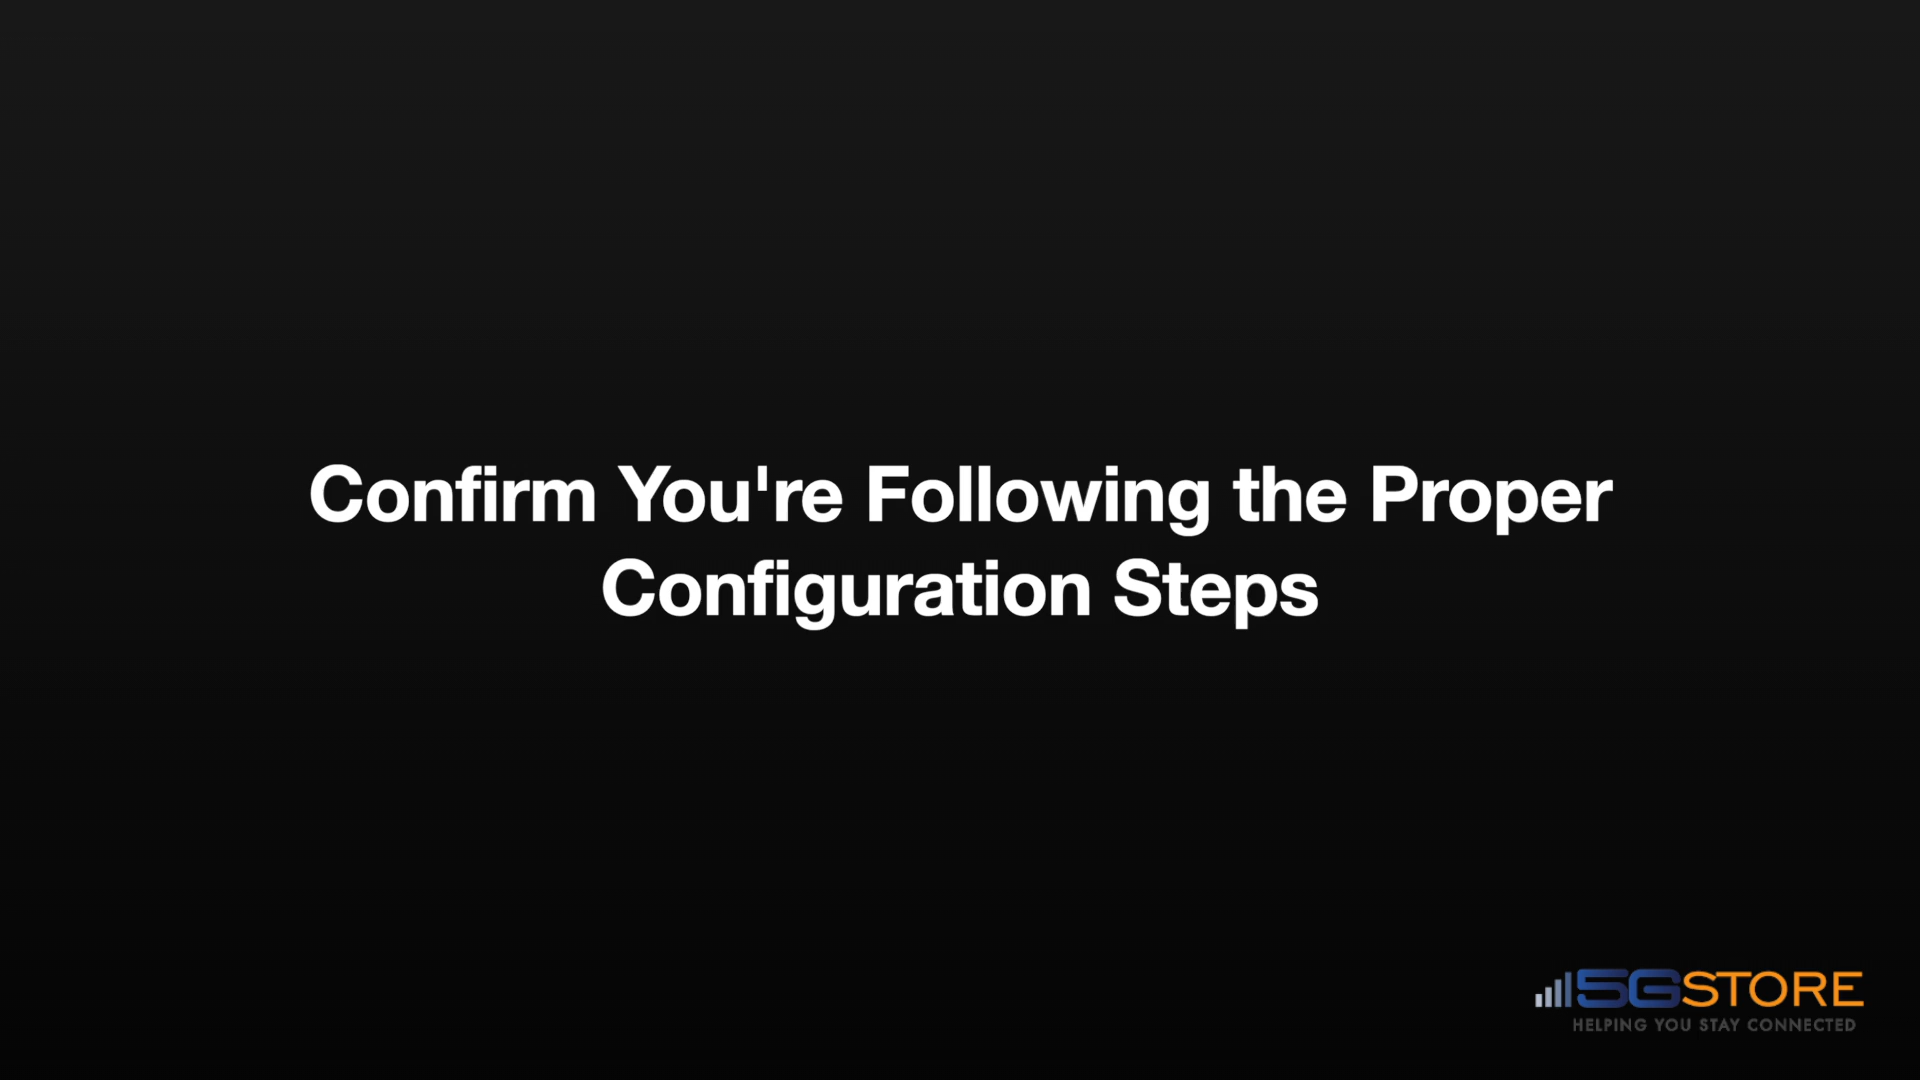 Confirm You're Following the Proper
Configuration Steps
5GSTORE
HELPING YOU STAY CONNECTED